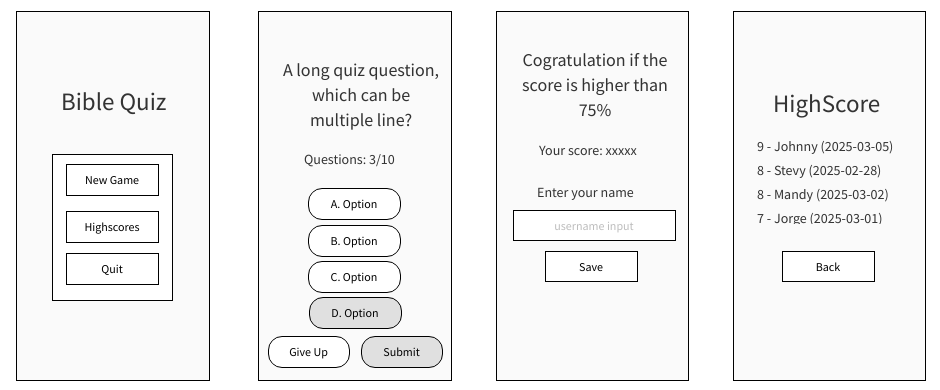 Bible Quiz
New Game
Highscores
Quit
A long quiz question,
which can be
multiple line?
Questions: 3/10
A. Option
B. Option
C. Option
D. Option
Give Up
Submit
Cogratulation if the
score is higher than
75%
Your score: xxxxx
Enter your name
username input
Save
HighScore
9 - Johnny (2025-03-05)
8 - Stevy (2025-02-28)
8 - Mandy (2025-03-02)
7 - Jorge (2025-03-01)
Back